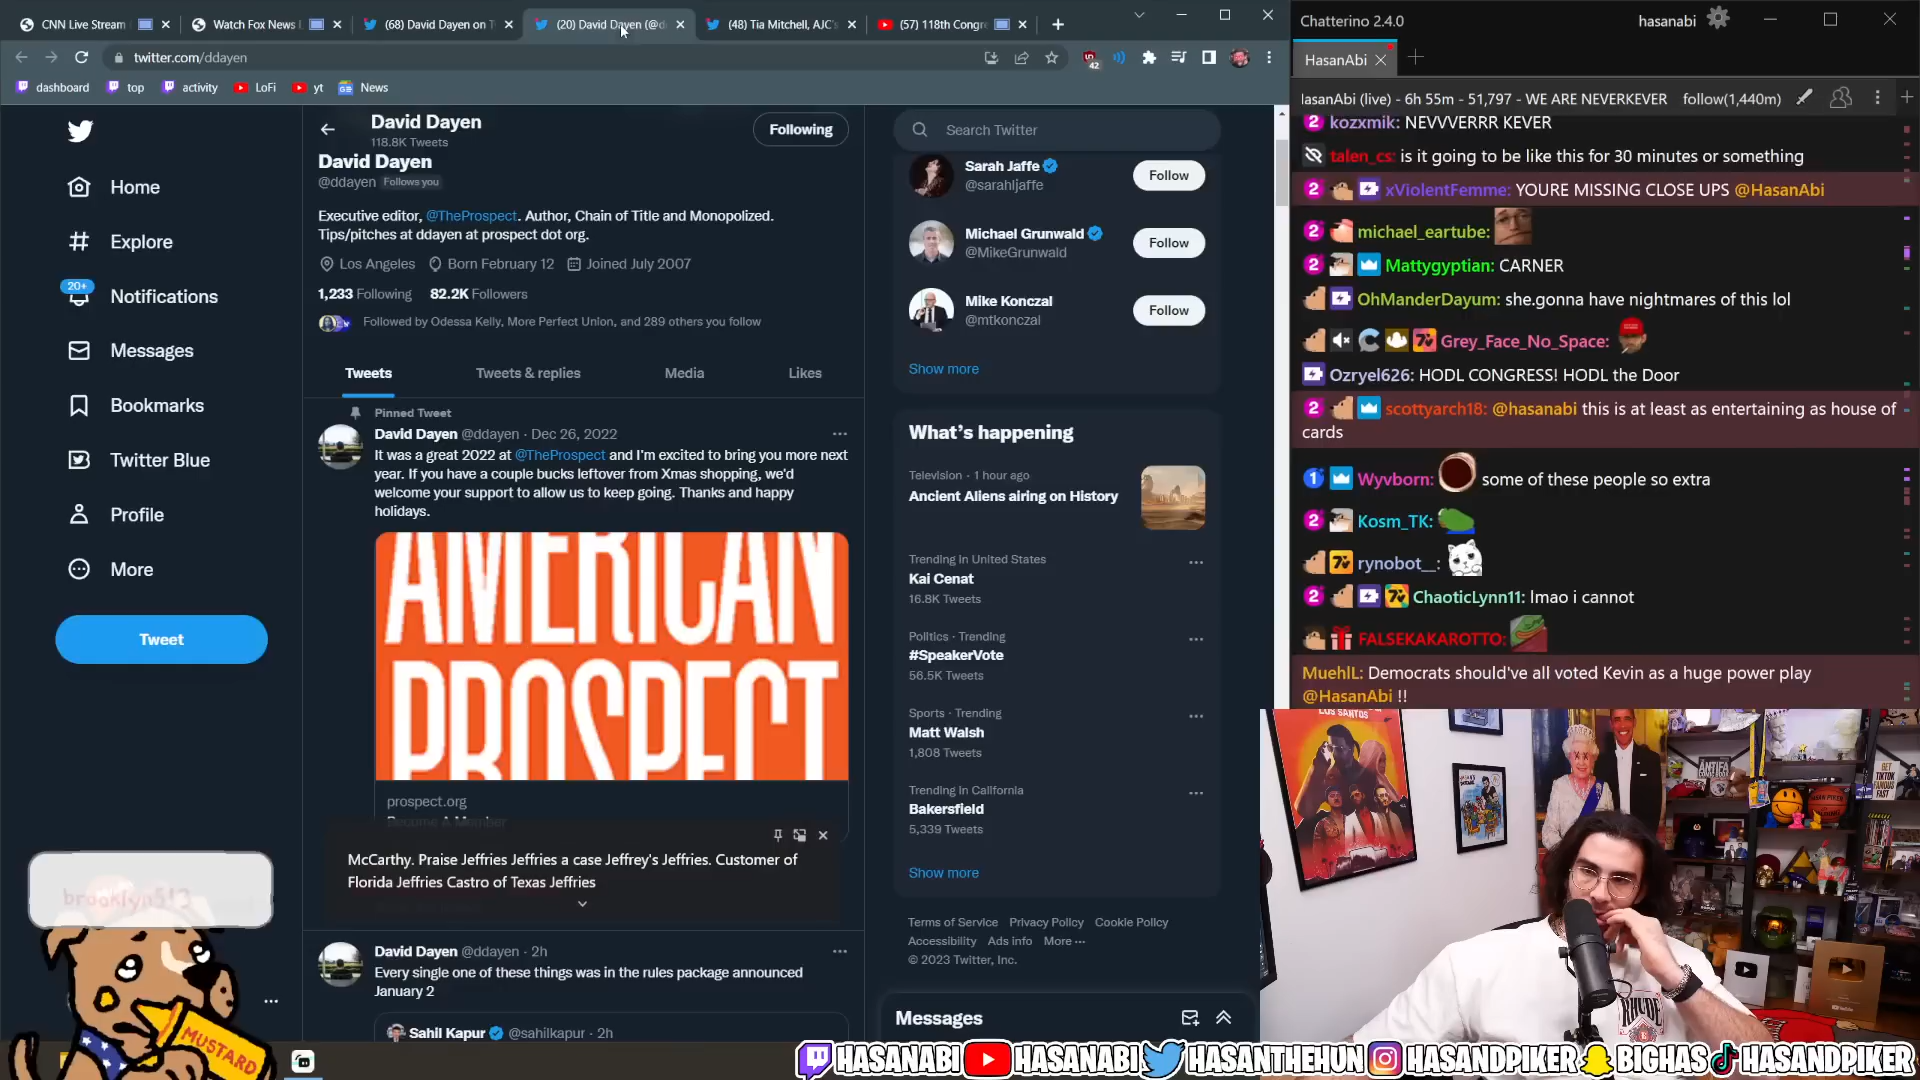 CNN Live Stream
Watch Fox News L
(68) David Dayen on T
(20) David Dayen (@d
(48) Tia Mitchell, AJC's
(57) 118th Congre
twitter.com/ddayen
42
dashboard
top
activity
LoFi
yt
News
Home
Explore
20+
Notifications
Messages
Bookmarks
Twitter Blue
Profile
More
Tweet
David Dayen
118.8K Tweets
Following
David Dayen
@ddayen Follows you
Executive editor, @TheProspect. Author, Chain of Title and Monopolized.
Tips/pitches at ddayen at prospect dot org.
Los Angeles Born February 12 Joined July 2007
1,233 Following 82.2K Followers
Followed by Odessa Kelly, More Perfect Union, and 289 others you follow
Tweets
Tweets & replies
Media
Likes
Pinned Tweet
David Dayen @ddayen · Dec 26, 2022
It was a great 2022 at @TheProspect and I'm excited to bring you more next
year. If you have a couple bucks leftover from Xmas shopping, we'd
welcome your support to allow us to keep going. Thanks and happy
holidays.
AMERICAN
PROSPECT
prospect.org
Become A Member
McCarthy. Praise Jeffries Jeffries a case Jeffrey's Jeffries. Customer of
Florida Jeffries Castro of Texas Jeffries
David Dayen @ddayen · 2h
Every single one of these things was in the rules package announced
January 2
Sahil Kapur @sahilkapur · 2h
Search Twitter
Sarah Jaffe
@sarahljaffe
Follow
Michael Grunwald
@MikeGrunwald
Follow
Mike Konczal
@mtkonczal
Follow
Show more
What's happening
Television · 1 hour ago
Ancient Aliens airing on History
Trending in United States
Kai Cenat
16.8K Tweets
Politics · Trending
#SpeakerVote
56.5K Tweets
Sports · Trending
Matt Walsh
1,808 Tweets
Trending in California
Bakersfield
5,339 Tweets
Show more
Terms of Service Privacy Policy Cookie Policy
Accessibility Ads info More ···
© 2023 Twitter, Inc.
Messages
Chatterino 2.4.0
hasanabi
HasanAbi
HasanAbi (live) - 6h 55m - 51,797 - WE ARE NEVERKEVER
follow(1,440m)
kozxmik: NEVVVERRR KEVER
talen_cs: is it going to be like this for 30 minutes or something
xViolentFemme: YOURE MISSING CLOSE UPS @HasanAbi
michael_eartube:
Mattygyptian: CARNER
OhManderDayum: she.gonna have nightmares of this lol
Grey_Face_No_Space:
Ozryel626: HODL CONGRESS! HODL the Door
scottyarch18: @hasanabi this is at least as entertaining as house of
cards
Wyvborn: some of these people so extra
Kosm_TK:
rynobot__:
ChaoticLynn11: lmao i cannot
FALSEKAKAROTTO:
MuehlL: Democrats should've all voted Kevin as a huge power play
@HasanAbi !!
LOS SANTOS
ANTIFA
GET
TIKTOK
FAMOUS
FAST
brooklyn513
MUSTARD
HASANABI HASANABI HASANTHEHUN HASANDPIKER BIGHAS HASANDPIKER